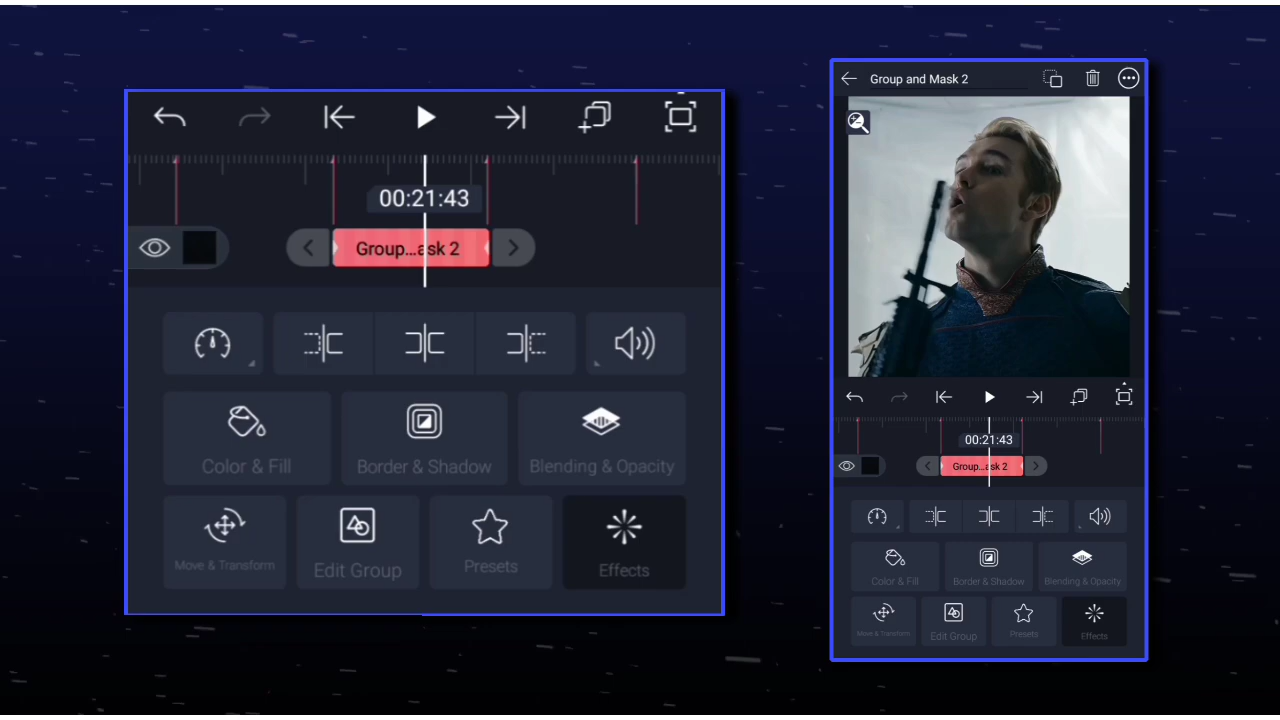 00:21:43
Group...ask 2
Color & Fill
Border & Shadow
Blending & Opacity
Move & Transform
Edit Group
Presets
Effects
Group and Mask 2
00:21:43
Group...ask 2
Color & Fill
Border & Shadow
Blending & Opacity
Move & Transform
Edit Group
Presets
Effects